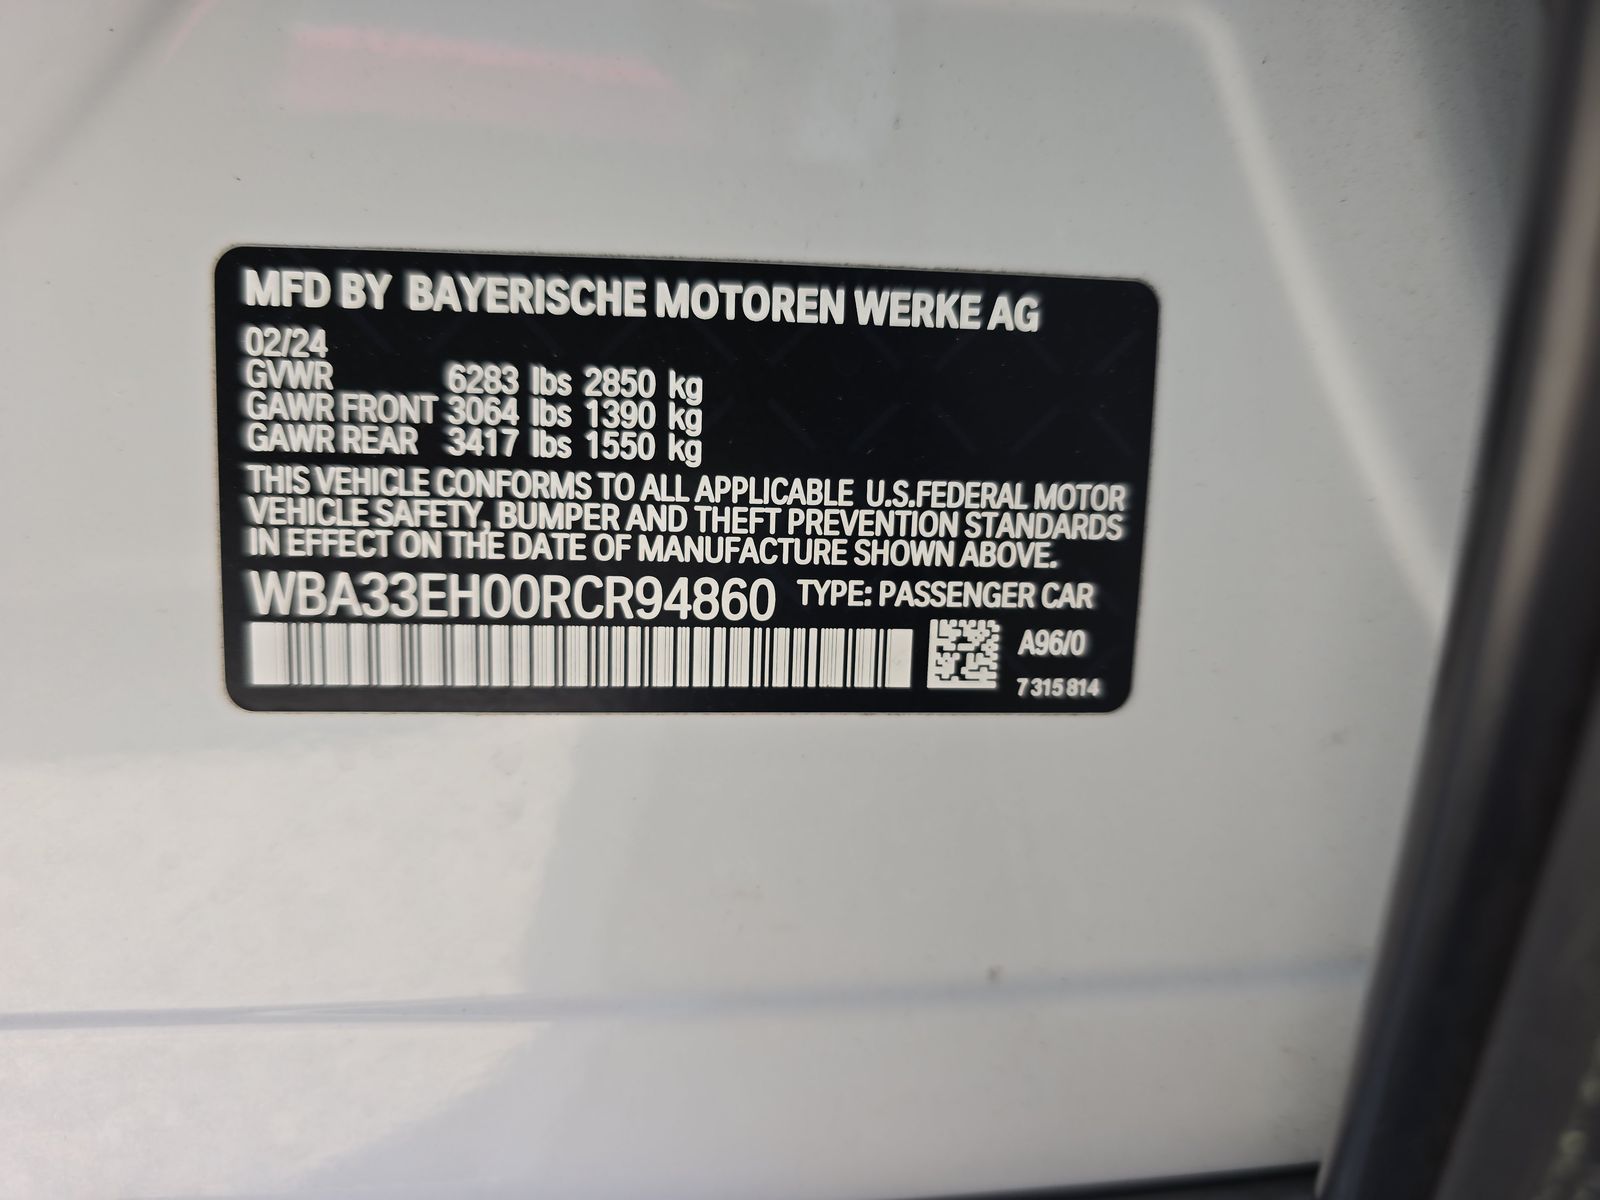 MFD BY BAYERISCHE MOTOREN WERKE AG
02/24
GVWR 6283 lbs 2850 kg
GAWR FRONT 3064 lbs 1390 kg
GAWR REAR 3417 lbs 1550 kg
THIS VEHICLE CONFORMS TO ALL APPLICABLE U.S.FEDERAL MOTOR
VEHICLE SAFETY, BUMPER AND THEFT PREVENTION STANDARDS
IN EFFECT ON THE DATE OF MANUFACTURE SHOWN ABOVE.
WBA33EH00RCR94860 TYPE: PASSENGER CAR
A96/0
7 315 814